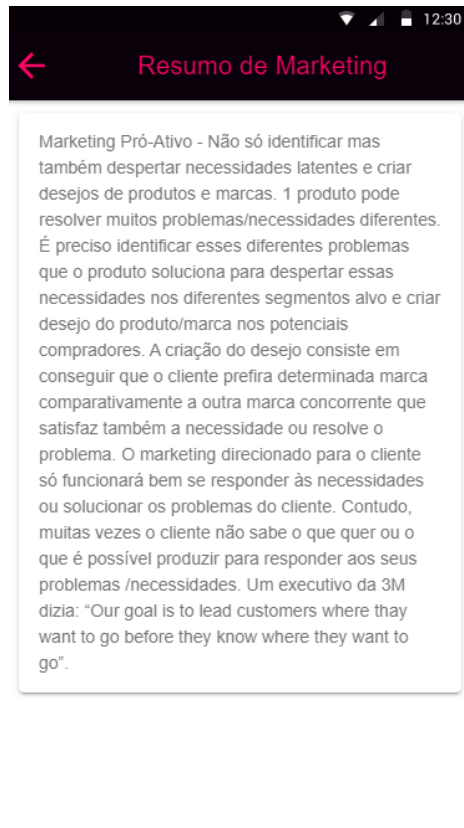 12:30
Resumo de Marketing
Marketing Pró-Ativo - Não só identificar mas
também despertar necessidades latentes e criar
desejos de produtos e marcas. 1 produto pode
resolver muitos problemas/necessidades diferentes.
É preciso identificar esses diferentes problemas
que o produto soluciona para despertar essas
necessidades nos diferentes segmentos alvo e criar
desejo do produto/marca nos potenciais
compradores. A criação do desejo consiste em
conseguir que o cliente prefira determinada marca
comparativamente a outra marca concorrente que
satisfaz também a necessidade ou resolve o
problema. O marketing direcionado para o cliente
só funcionará bem se responder às necessidades
ou solucionar os problemas do cliente. Contudo,
muitas vezes o cliente não sabe o que quer ou o
que é possível produzir para responder aos seus
problemas /necessidades. Um executivo da 3M
dizia: “Our goal is to lead customers where thay
want to go before they know where they want to
go”.